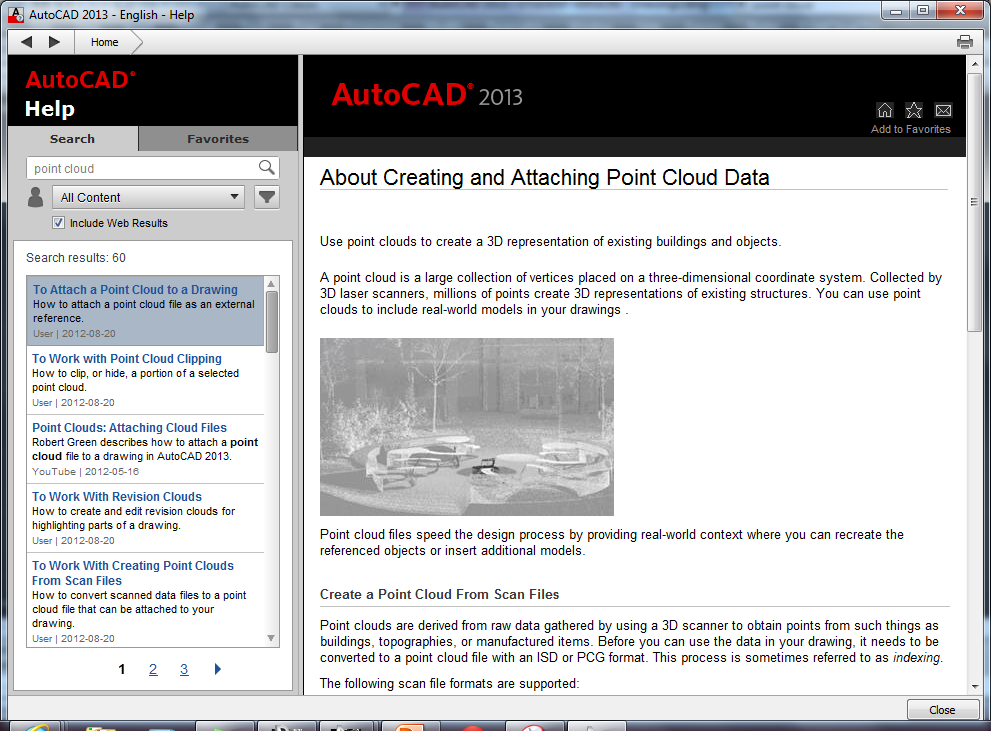 AutoCAD 2013 - English - Help
Home
AutoCAD®
Help
Search
Favorites
point cloud
All Content
Include Web Results
Search results: 60
To Attach a Point Cloud to a Drawing
How to attach a point cloud file as an external
reference.
User | 2012-08-20
To Work with Point Cloud Clipping
How to clip, or hide, a portion of a selected
point cloud.
User | 2012-08-20
Point Clouds: Attaching Cloud Files
Robert Green describes how to attach a point
cloud file to a drawing in AutoCAD 2013.
YouTube | 2012-05-16
To Work With Revision Clouds
How to create and edit revision clouds for
highlighting parts of a drawing.
User | 2012-08-20
To Work With Creating Point Clouds
From Scan Files
How to convert scanned data files to a point
cloud file that can be attached to your
drawing.
User | 2012-08-20
1 2 3
AutoCAD® 2013
Add to Favorites
About Creating and Attaching Point Cloud Data
Use point clouds to create a 3D representation of existing buildings and objects.
A point cloud is a large collection of vertices placed on a three-dimensional coordinate system. Collected by
3D laser scanners, millions of points create 3D representations of existing structures. You can use point
clouds to include real-world models in your drawings .
Point cloud files speed the design process by providing real-world context where you can recreate the
referenced objects or insert additional models.
Create a Point Cloud From Scan Files
Point clouds are derived from raw data gathered by using a 3D scanner to obtain points from such things as
buildings, topographies, or manufactured items. Before you can use the data in your drawing, it needs to be
converted to a point cloud file with an ISD or PCG format. This process is sometimes referred to as indexing.
The following scan file formats are supported:
Close